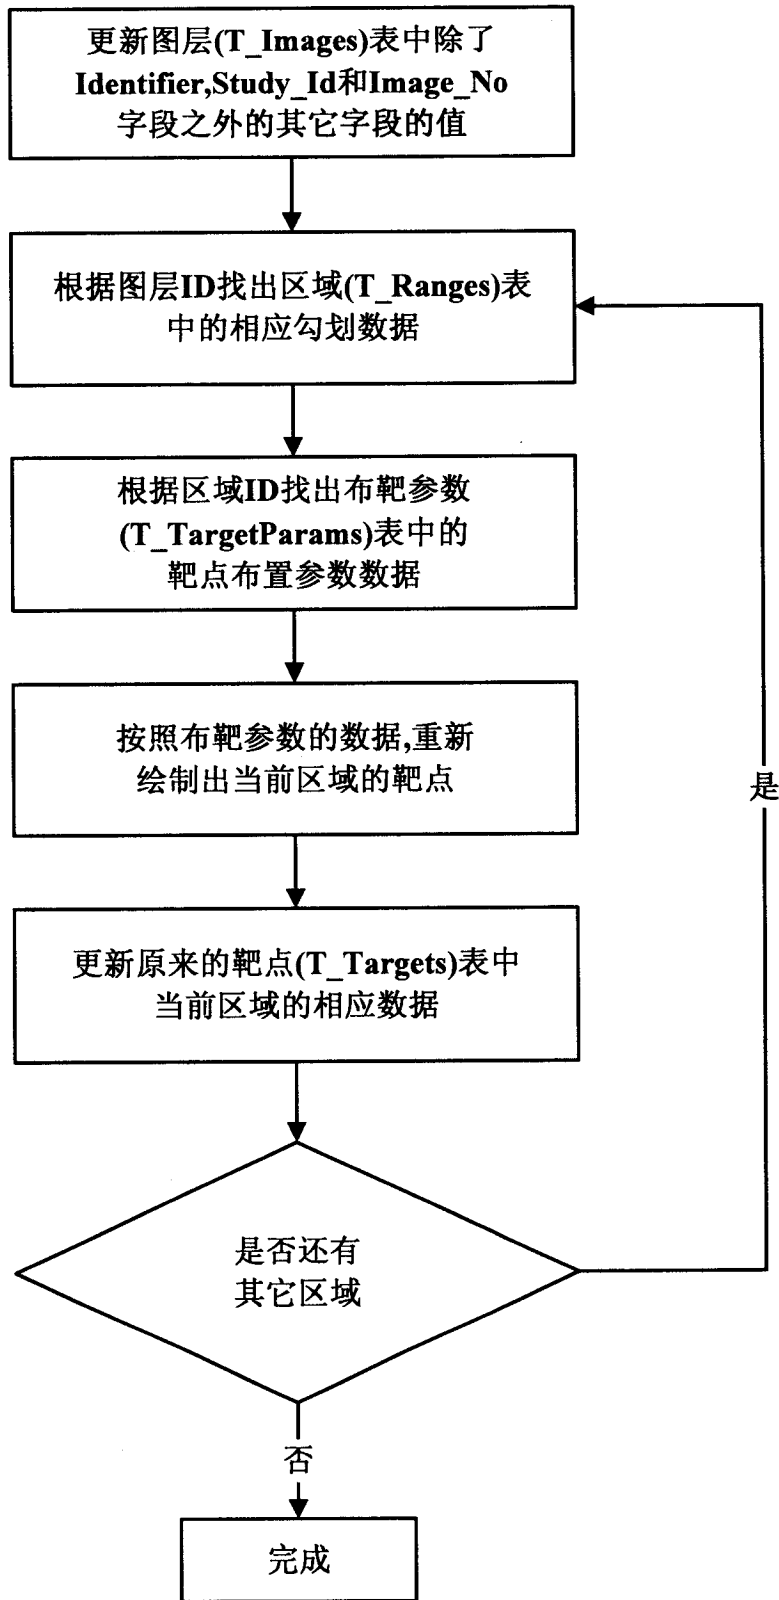 更新图层(T_Images)表中除了
Identifier,Study_Id和Image_No
字段之外的其它字段的值
根据图层ID找出区域(T_Ranges)表
中的相应勾划数据
根据区域ID找出布靶参数
(T_TargetParams)表中的
靶点布置参数数据
按照布靶参数的数据,重新
绘制出当前区域的靶点
是
更新原来的靶点(T_Targets)表中
当前区域的相应数据
是否还有
其它区域
否
完成